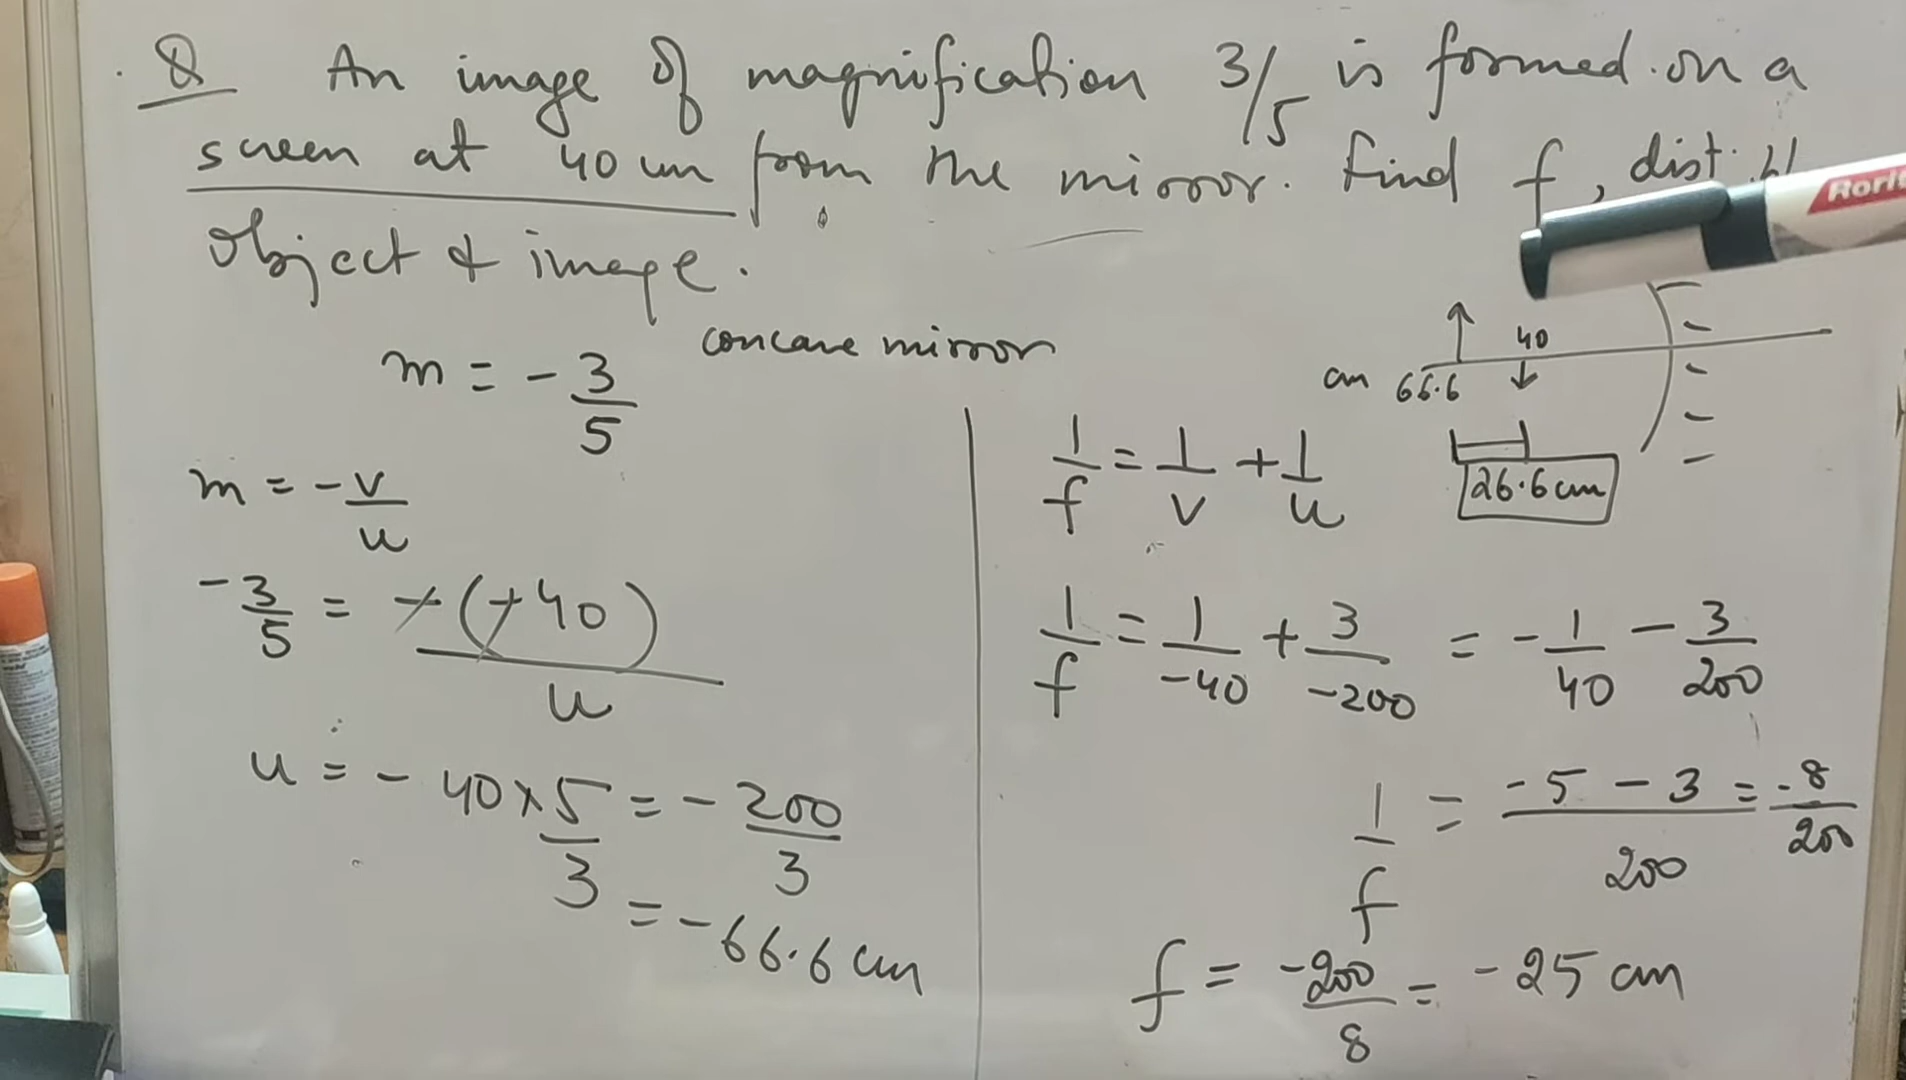 Q An image of magnification 3/5 is formed on a
screen at 40 cm from the mirror. Find f, dist.
object & image.
m = -3/5
concave mirror
m = -v/u
-3/5 = -(-40)/u
u = -40×5/3 = -200/3
= -66.6 cm
40
cm 66.6
26.6 cm
1/f = 1/v + 1/u
1/f = 1/-40 + 3/-200 = -1/40 - 3/200
1/f = -5-3/200 = -8/200
f = -200/8 = -25 cm